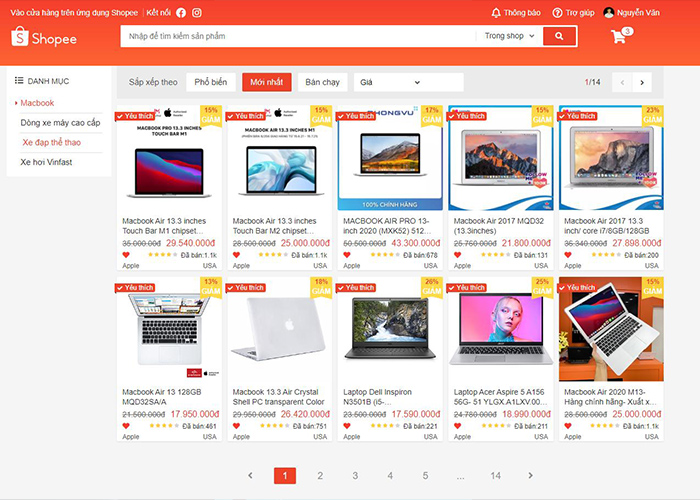 Vào cửa hàng trên ứng dụng Shopee Kết nối
Thông báo Trợ giúp Nguyễn Văn
Shopee
Nhập để tìm kiếm sản phẩm
Trong shop
3
DANH MỤC
Macbook
Dòng xe máy cao cấp
Xe đạp thể thao
Xe hơi Vinfast
Sắp xếp theo Phổ biến Mới nhất Bán chạy Giá
1/14
Yêu thích
15%
GIẢM
MACBOOK PRO 13.3 INCHES
TOUCH BAR M1
Macbook Air 13.3 inches
Touch Bar M1 chipset...
35.000.000đ 29.540.000đ
Đã bán:1.1k
Apple USA
Yêu thích
15%
GIẢM
MACBOOK AIR 13.3 INCHES M1
Macbook Air 13.3 inches
Touch Bar M2 chipset...
28.500.000đ 25.000.000đ
Đã bán:1.1k
Apple USA
Yêu thích
17%
GIẢM
PHONGVU
100% CHÍNH HÃNG
MACBOOK AIR PRO 13-
inch 2020 (MXK52) 512...
50.500.000đ 43.300.000đ
Đã bán:678
Apple USA
Yêu thích
15%
GIẢM
Macbook Air 2017 MQD32
(13.3inches)
25.750.000đ 21.800.000đ
Đã bán:131
Apple USA
Yêu thích
23%
GIẢM
Macbook Air 2017 13.3
inch/ core i7/8GB/128GB
36.340.000đ 27.898.000đ
Đã bán:200
Apple USA
Yêu thích
13%
GIẢM
Macbook Air 13 128GB
MQD32SA/A
21.500.000đ 17.950.000đ
Đã bán:461
Apple USA
Yêu thích
18%
GIẢM
Macbook 13.3 Air Crystal
Shell PC transparent Color
29.950.000đ 26.420.000đ
Đã bán:751
Apple USA
Yêu thích
26%
GIẢM
Laptop Dell Inspiron
N3501B (i5-...
23.500.000đ 17.590.000đ
Đã bán:221
Apple USA
Yêu thích
25%
GIẢM
Laptop Acer Aspire 5 A156
56G- 51 YLGX.A1LXV.00...
24.780.000đ 18.990.000đ
Đã bán:211
Apple USA
Yêu thích
15%
GIẢM
Macbook Air 2020 M13-
Hàng chính hãng- Xuất x...
28.500.000đ 25.000.000đ
Đã bán:1.1k
Apple USA
1 2 3 4 5 ... 14